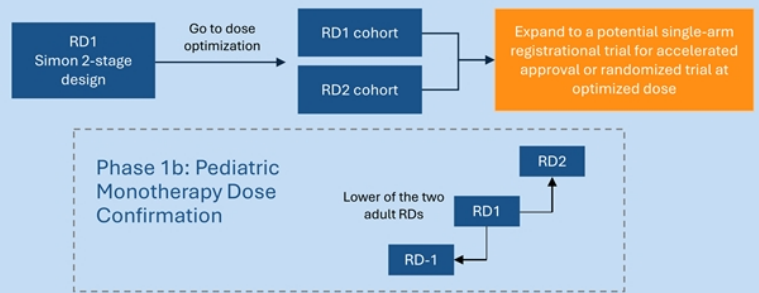 RD1
Simon 2-stage
design
Go to dose
optimization
RD1 cohort
RD2 cohort
Expand to a potential single-arm
registrational trial for accelerated
approval or randomized trial at
optimized dose
Phase 1b: Pediatric
Monotherapy Dose
Confirmation
Lower of the two
adult RDs
RD1
RD2
RD-1